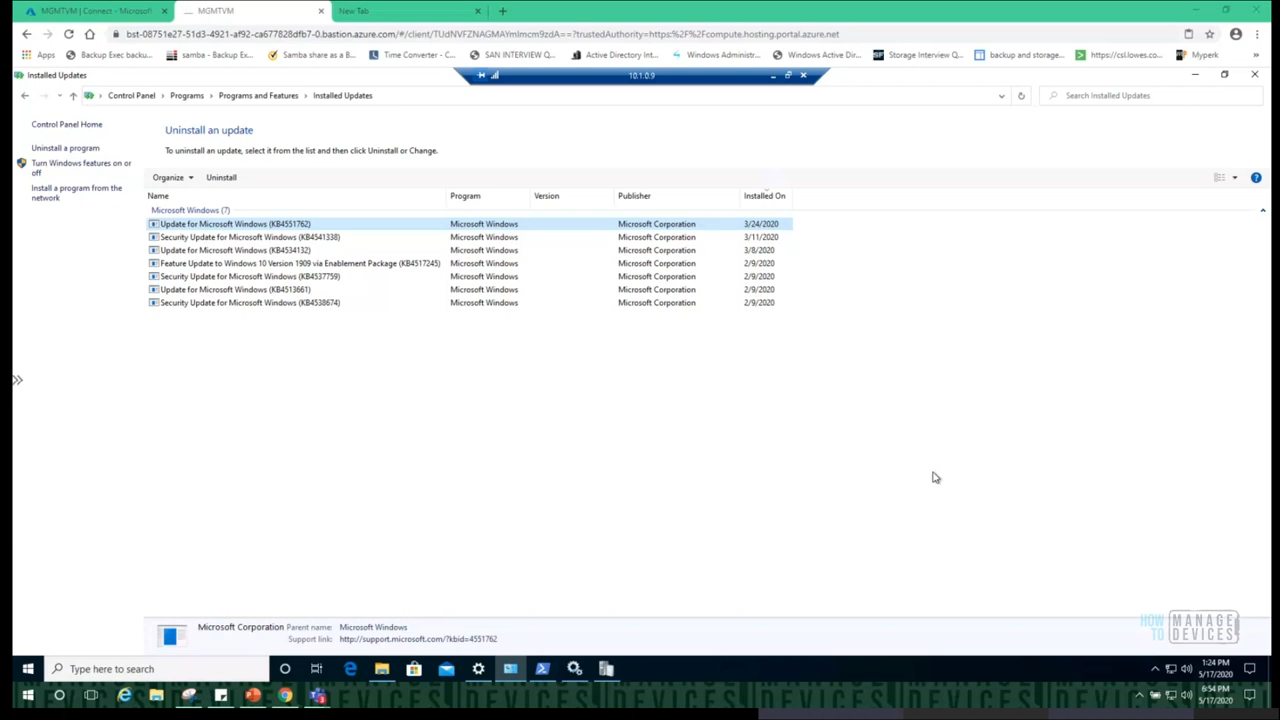 MGMTVM | Connect - Microsoft
MGMTVM
New Tab
bst-08751e27-51d3-4921-af92-ca677828dfb7-0.bastion.azure.com/#/client/TUdNVFZNAGMAYmlmcm9zdA==?trustedAuthority=https:%2F%2Fcompute.hosting.portal.azure.net
Apps
Backup Exec backu...
samba - Backup Ex...
Samba share as a B...
Time Converter -...
SAN INTERVIEW Q...
Active Directory Int...
Windows Administr...
Windows Active Dir...
Storage Interview Q...
backup and storage...
https://csl.lowes.co...
Myperk
Installed Updates
10.1.0.9
Control Panel
Programs
Programs and Features
Installed Updates
Search Installed Updates
Control Panel Home
Uninstall a program
Turn Windows features on or
off
Install a program from the
network
Uninstall an update
To uninstall an update, select it from the list and then click Uninstall or Change.
Organize
Uninstall
Name Program Version Publisher Installed On
Microsoft Windows (7)
Update for Microsoft Windows (KB4551762) Microsoft Windows Microsoft Corporation 3/24/2020
Security Update for Microsoft Windows (KB4541338) Microsoft Windows Microsoft Corporation 3/11/2020
Update for Microsoft Windows (KB4534132) Microsoft Windows Microsoft Corporation 3/8/2020
Feature Update to Windows 10 Version 1909 via Enablement Package (KB4517245) Microsoft Windows Microsoft Corporation 2/9/2020
Security Update for Microsoft Windows (KB4537759) Microsoft Windows Microsoft Corporation 2/9/2020
Update for Microsoft Windows (KB4513661) Microsoft Windows Microsoft Corporation 2/9/2020
Security Update for Microsoft Windows (KB4538674) Microsoft Windows Microsoft Corporation 2/9/2020
Microsoft Corporation Parent name: Microsoft Windows
Support link: http://support.microsoft.com/?kbid=4551762
HOW TO
MANAGE
DEVICES
Type here to search
1:24 PM
5/17/2020
6:54 PM
5/17/2020